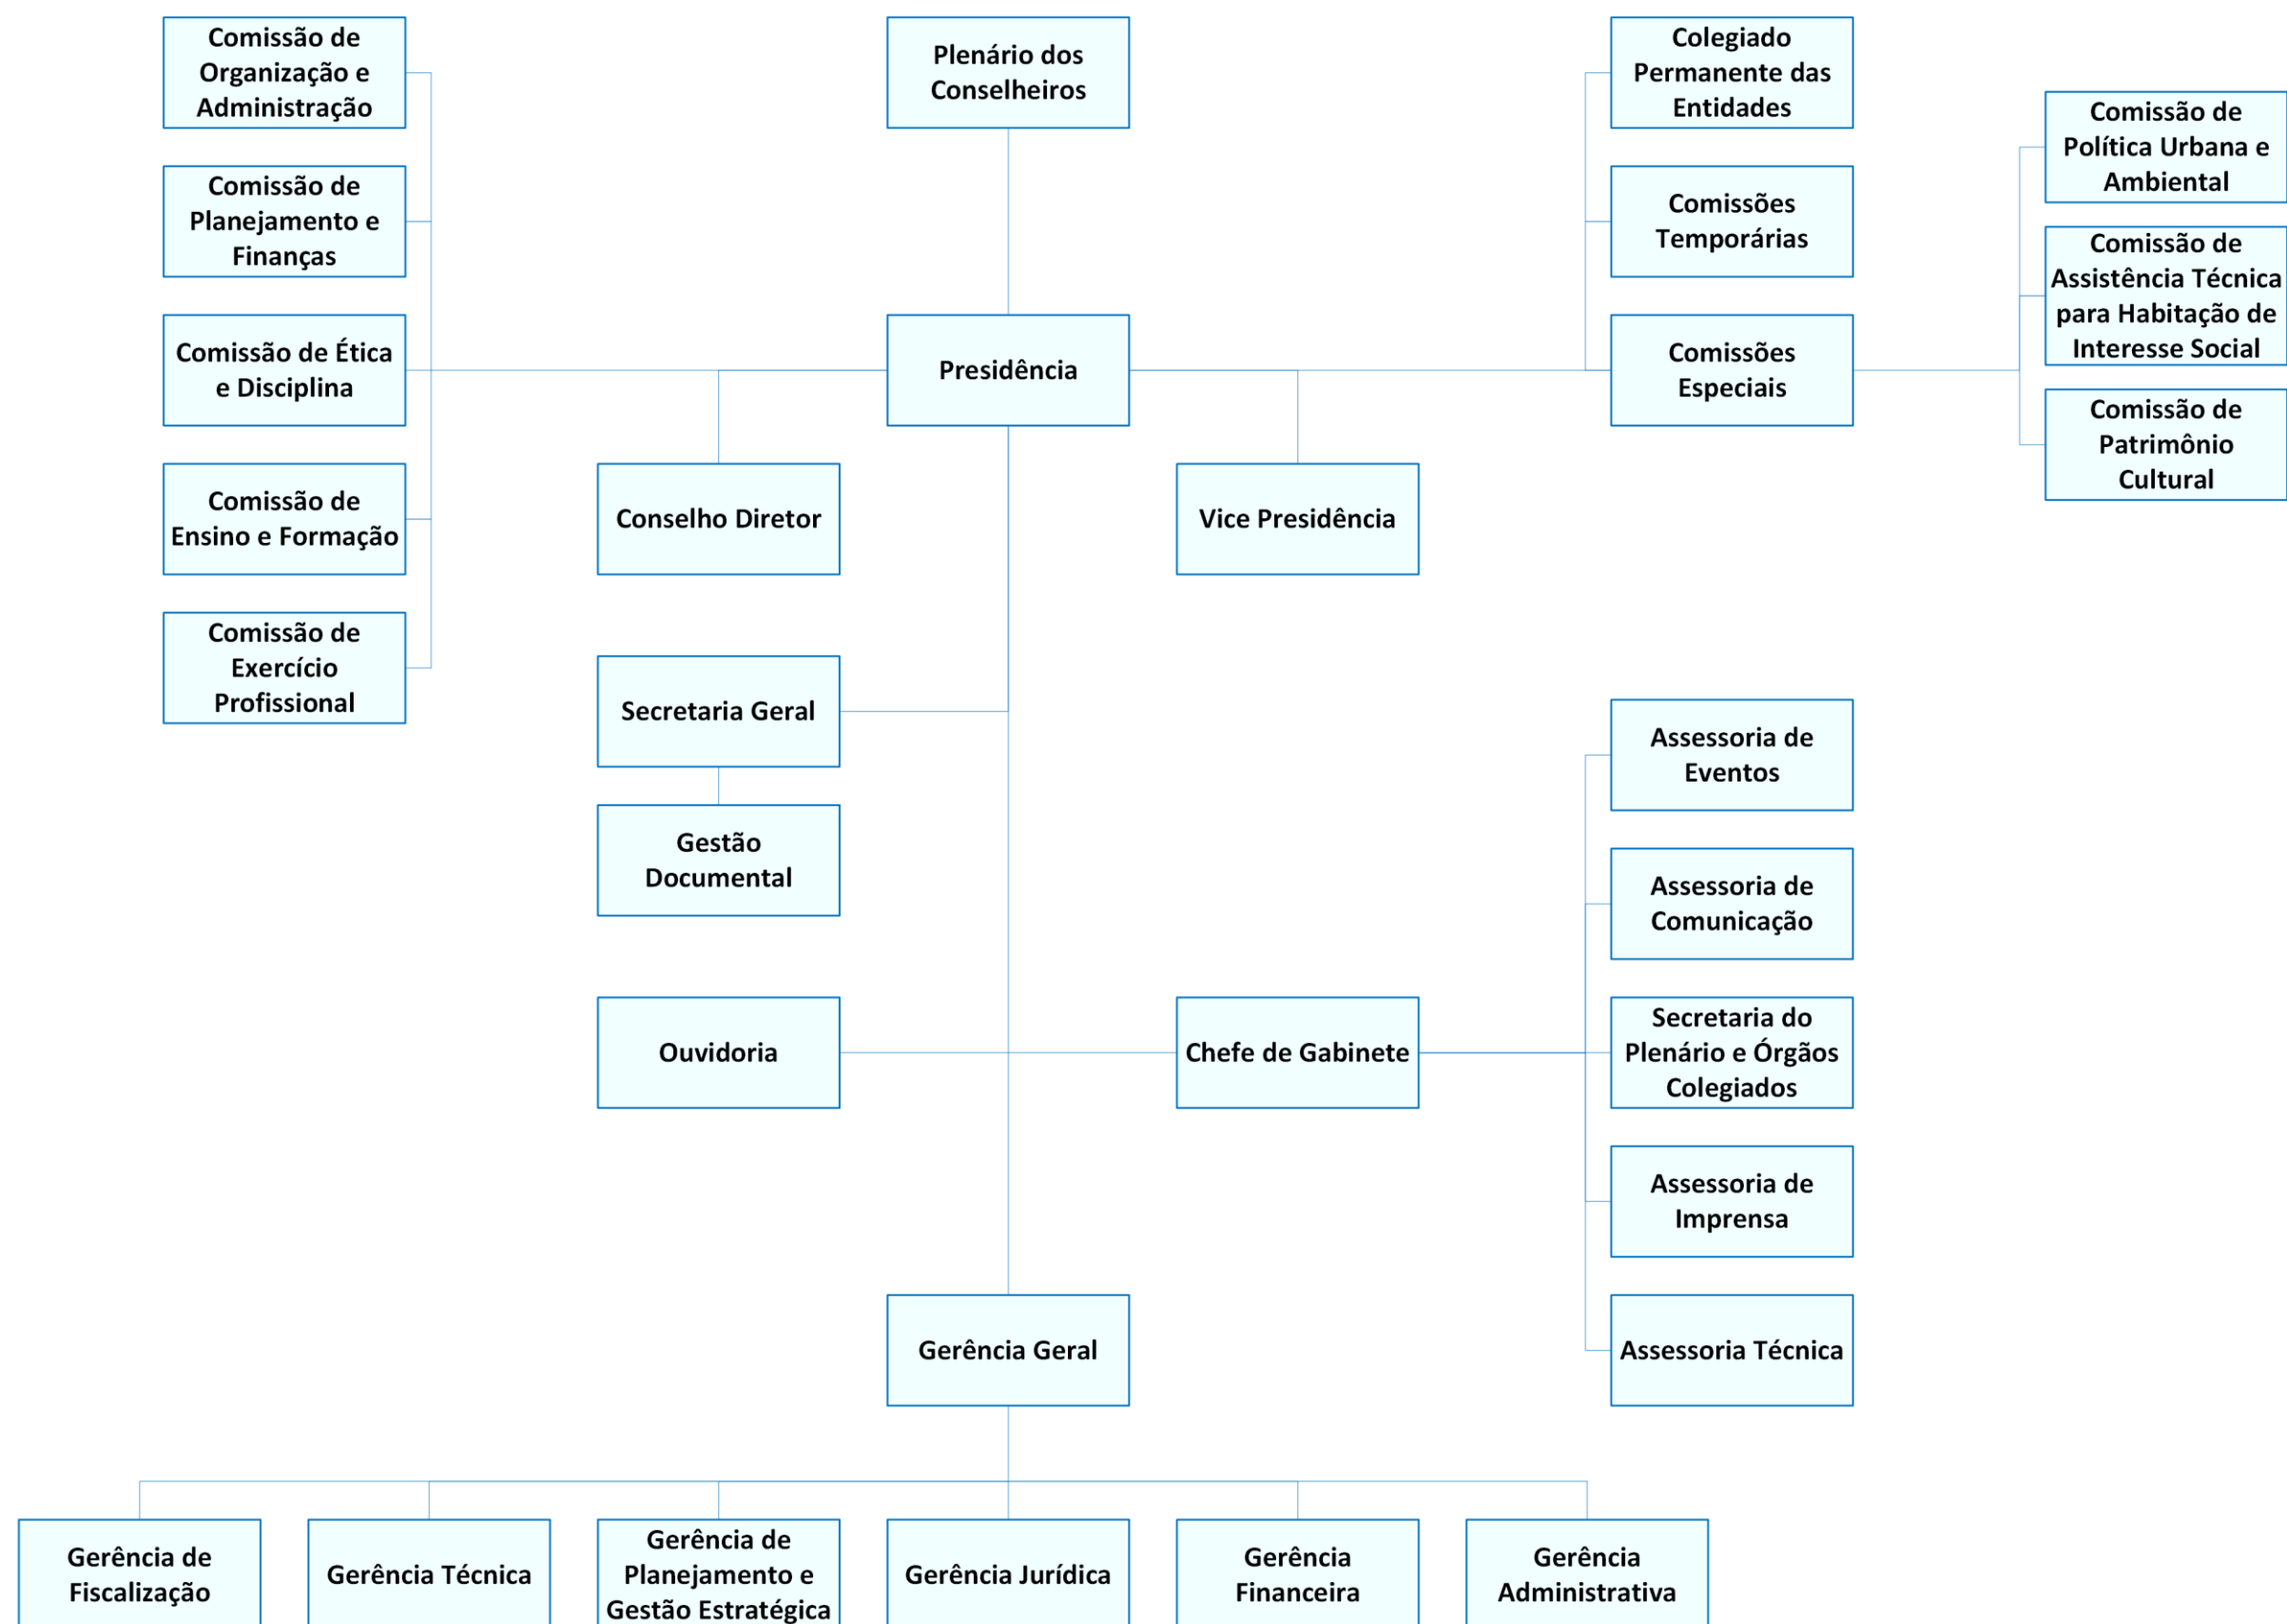 Comissão de
Organização e
Administração
Plenário dos
Conselheiros
Colegiado
Permanente das
Entidades
Comissão de
Política Urbana e
Ambiental
Comissão de
Planejamento e
Finanças
Comissões
Temporárias
Comissão de
Assistência Técnica
para Habitação de
Interesse Social
Comissão de Ética
e Disciplina
Presidência
Comissões
Especiais
Comissão de
Patrimônio
Cultural
Comissão de
Ensino e Formação
Conselho Diretor
Vice Presidência
Comissão de
Exercício
Profissional
Secretaria Geral
Assessoria de
Eventos
Gestão
Documental
Assessoria de
Comunicação
Ouvidoria
Chefe de Gabinete
Secretaria do
Plenário e Órgãos
Colegiados
Assessoria de
Imprensa
Gerência Geral
Assessoria Técnica
Gerência de
Fiscalização
Gerência Técnica
Gerência de
Planejamento e
Gestão Estratégica
Gerência Jurídica
Gerência
Financeira
Gerência
Administrativa